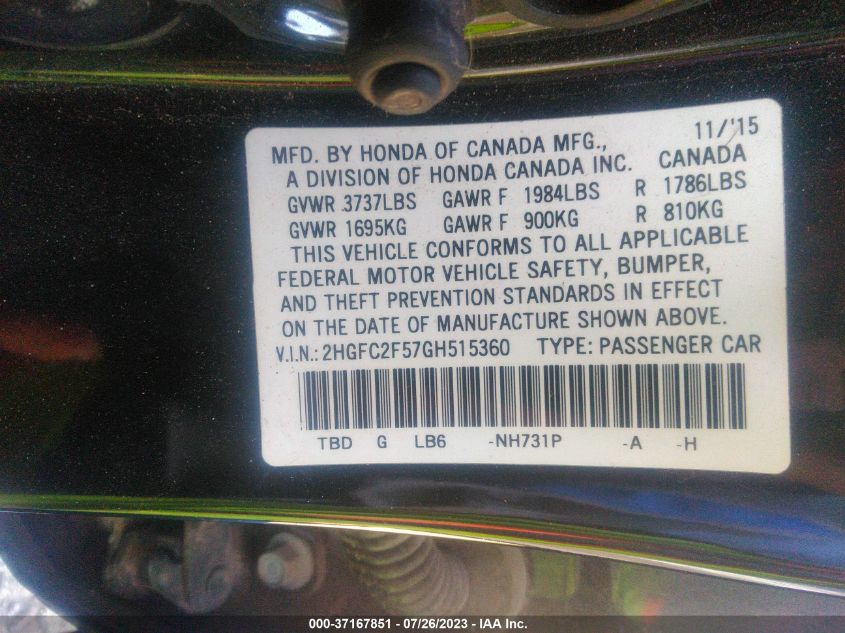 11/'15
MFD. BY HONDA OF CANADA MFG.,
A DIVISION OF HONDA CANADA INC. CANADA
GVWR 3737LBS GAWR F 1984LBS R 1786LBS
GVWR 1695KG GAWR F 900KG R 810KG
THIS VEHICLE CONFORMS TO ALL APPLICABLE
FEDERAL MOTOR VEHICLE SAFETY, BUMPER,
AND THEFT PREVENTION STANDARDS IN EFFECT
ON THE DATE OF MANUFACTURE SHOWN ABOVE.
V.I.N.: 2HGFC2F57GH515360 TYPE: PASSENGER CAR
TBD G LB6 -NH731P -A -H
000-37167851 / 07/26/2023 - IAA Inc.